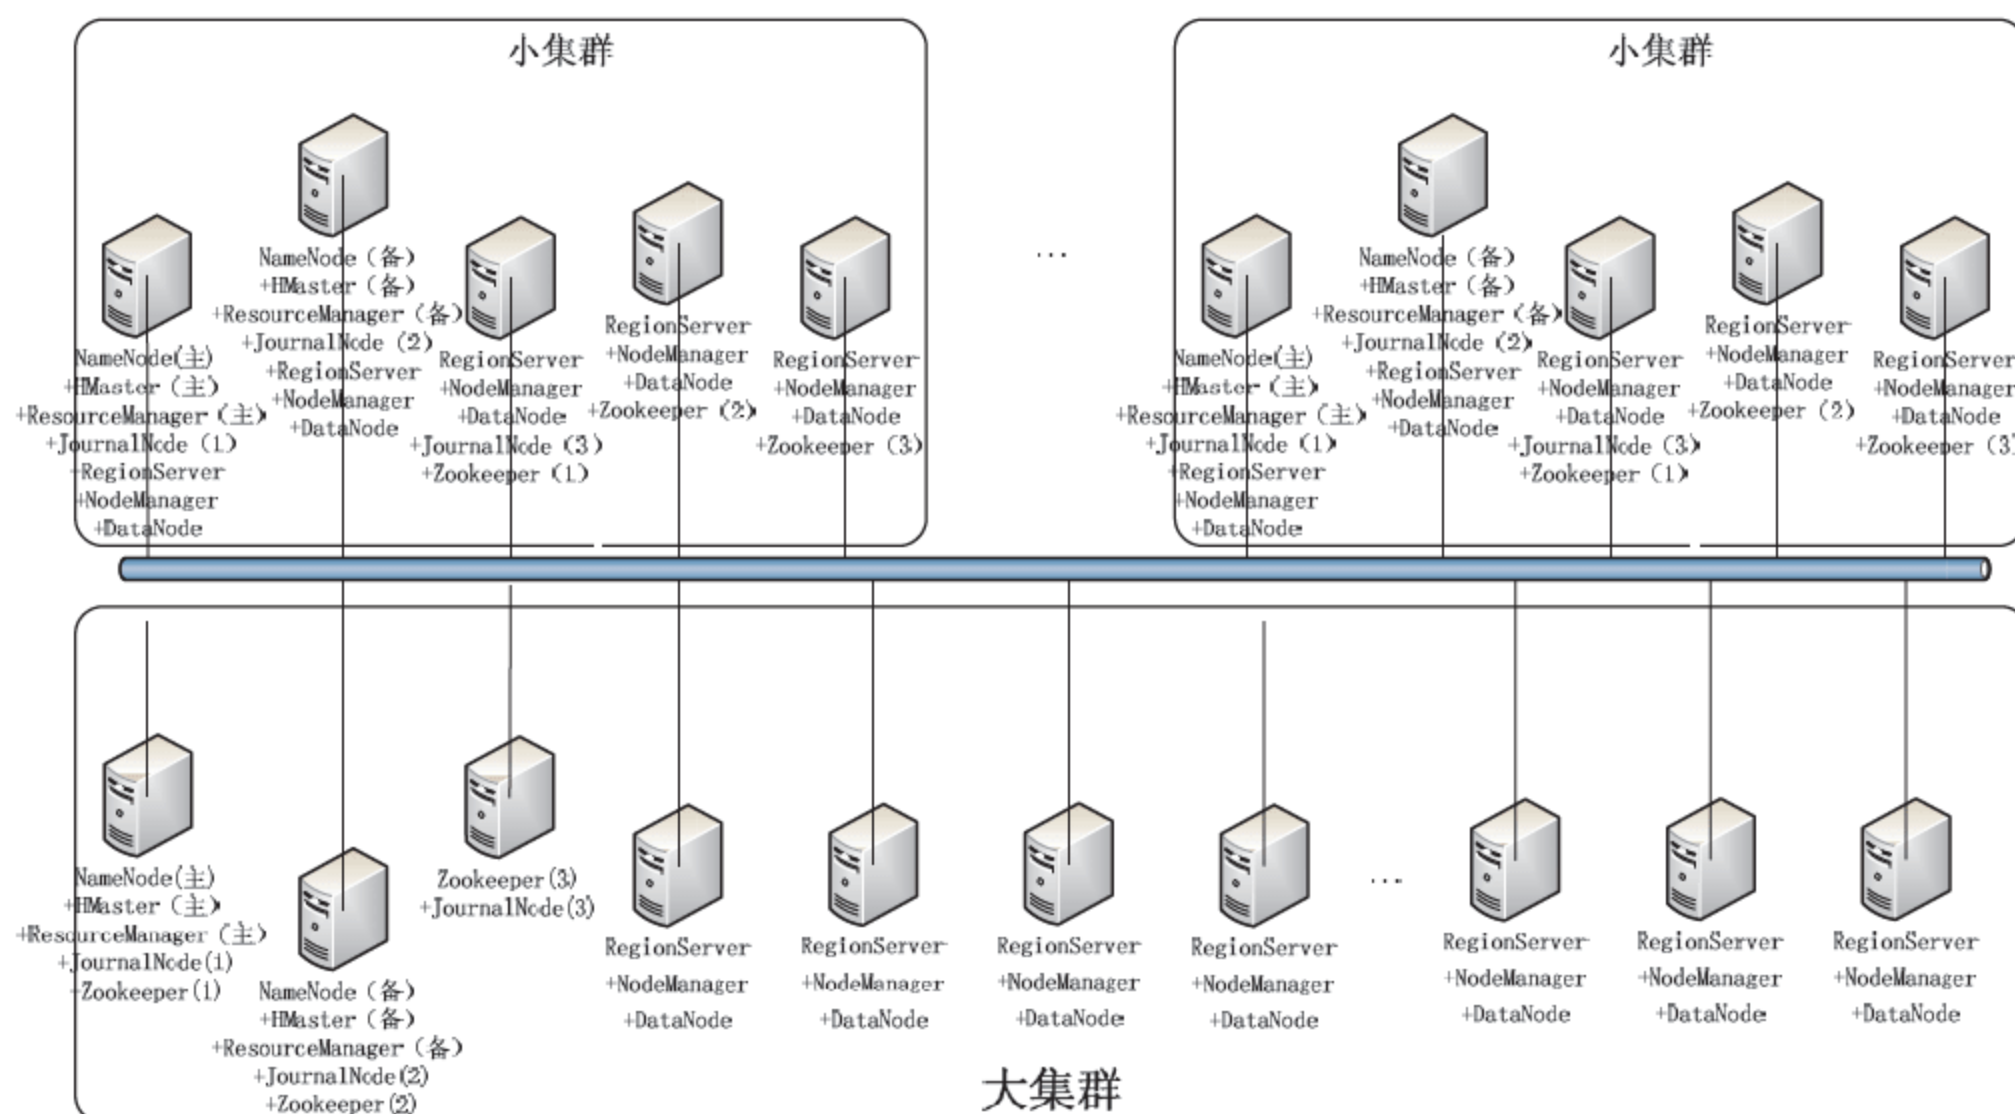 小集群
NameNode(主)
+HMaster（主）
+ResourceManager（主）
+JournalNode（1）
+RegionServer
+NodeManager
+DataNode
NameNode（备）
+HMaster（备）
+ResourceManager（备）
+JournalNode（2）
+RegionServer
+NodeManager
+DataNode
RegionServer
+NodeManager
+DataNode
+JournalNode（3）
+Zookeeper（1）
RegionServer
+NodeManager
+DataNode
+Zookeeper（2）
RegionServer
+NodeManager
+DataNode
+Zookeeper（3）
...
小集群
NameNode(主)
+HMaster（主）
+ResourceManager（主）
+JournalNode（1）
+RegionServer
+NodeManager
+DataNode
NameNode（备）
+HMaster（备）
+ResourceManager（备）
+JournalNode（2）
+RegionServer
+NodeManager
+DataNode
RegionServer
+NodeManager
+DataNode
+JournalNode（3）
+Zookeeper（1）
RegionServer
+NodeManager
+DataNode
+Zookeeper（2）
RegionServer
+NodeManager
+DataNode
+Zookeeper（3）
NameNode(主)
+HMaster（主）
+ResourceManager（主）
+JournalNode(1)
+Zookeeper(1)
NameNode（备）
+HMaster（备）
+ResourceManager（备）
+JournalNode(2)
+Zookeeper(2)
Zookeeper(3)
+JournalNode(3)
RegionServer
+NodeManager
+DataNode
RegionServer
+NodeManager
+DataNode
RegionServer
+NodeManager
+DataNode
RegionServer
+NodeManager
+DataNode
...
RegionServer
+NodeManager
+DataNode
RegionServer
+NodeManager
+DataNode
RegionServer
+NodeManager
+DataNode
大集群